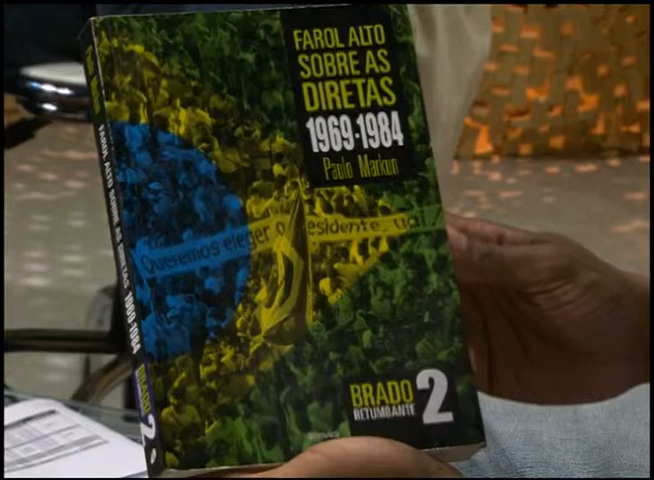 FAROL ALTO
SOBRE AS
DIRETAS
1969-1984
Paulo Markun
Queremos eleger o residente
BRADO
RETUMBANTE
2
FAROL ALTO SOBRE AS DIRETAS 1969-1984
BRADO
2